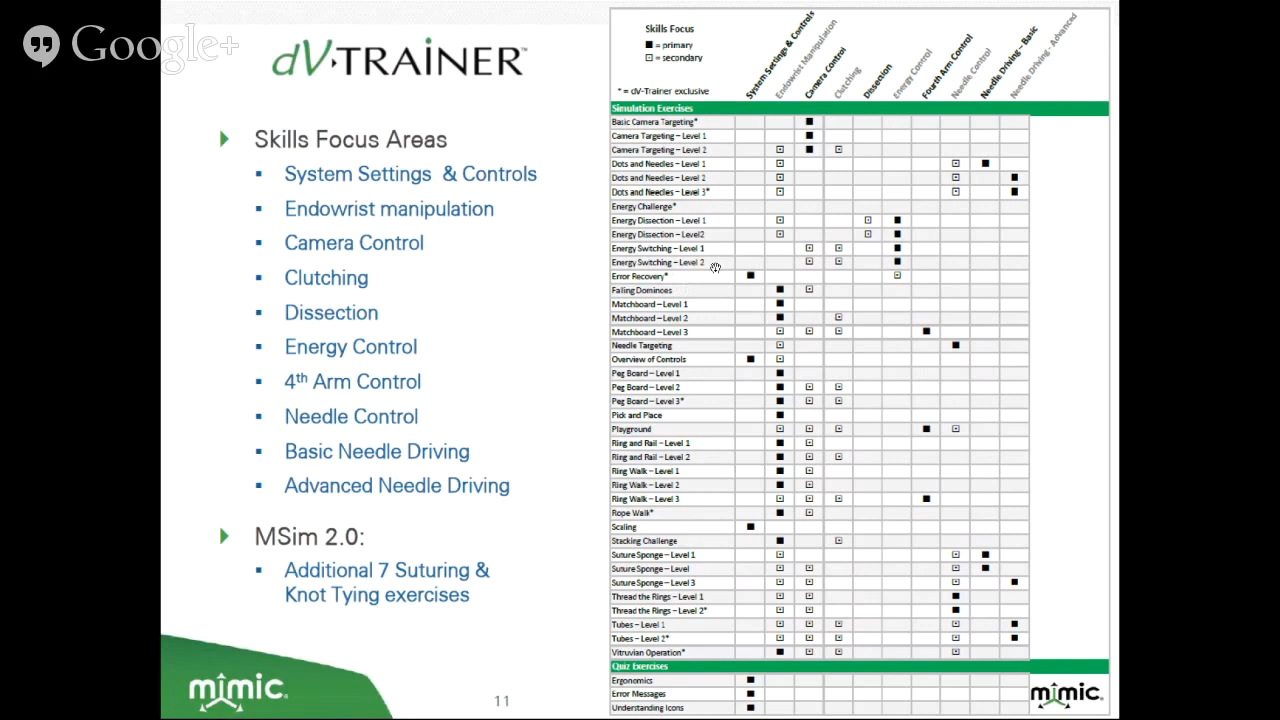 Google+
dV-TRAINER™
Skills Focus Areas
System Settings & Controls
Endowrist manipulation
Camera Control
Clutching
Dissection
Energy Control
4th Arm Control
Needle Control
Basic Needle Driving
Advanced Needle Driving
MSim 2.0:
Additional 7 Suturing &
Knot Tying exercises
mimic®
11
Skills Focus
= primary
= secondary
* = dV-Trainer exclusive
System Settings & Controls
Endowrist Manipulation
Camera Control
Clutching
Dissection
Energy Control
Fourth Arm Control
Needle Control
Needle Driving – Basic
Needle Driving - Advanced
Simulation Exercises
Basic Camera Targeting*
Camera Targeting – Level 1
Camera Targeting – Level 2
Dots and Needles – Level 1
Dots and Needles – Level 2
Dots and Needles – Level 3*
Energy Challenge*
Energy Dissection – Level 1
Energy Dissection – Level2
Energy Switching – Level 1
Energy Switching – Level 2
Error Recovery*
Falling Dominoes
Matchboard – Level 1
Matchboard – Level 2
Matchboard – Level 3
Needle Targeting
Overview of Controls
Peg Board – Level 1
Peg Board – Level 2
Peg Board – Level 3*
Pick and Place
Playground
Ring and Rail – Level 1
Ring and Rail – Level 2
Ring Walk – Level 1
Ring Walk – Level 2
Ring Walk – Level 3
Rope Walk*
Scaling
Stacking Challenge
Suture Sponge – Level 1
Suture Sponge – Level
Suture Sponge – Level 3
Thread the Rings – Level 1
Thread the Rings – Level 2*
Tubes – Level 1
Tubes – Level 2*
Vitruvian Operation*
Quiz Exercises
Ergonomics
Error Messages
Understanding Icons
mimic®